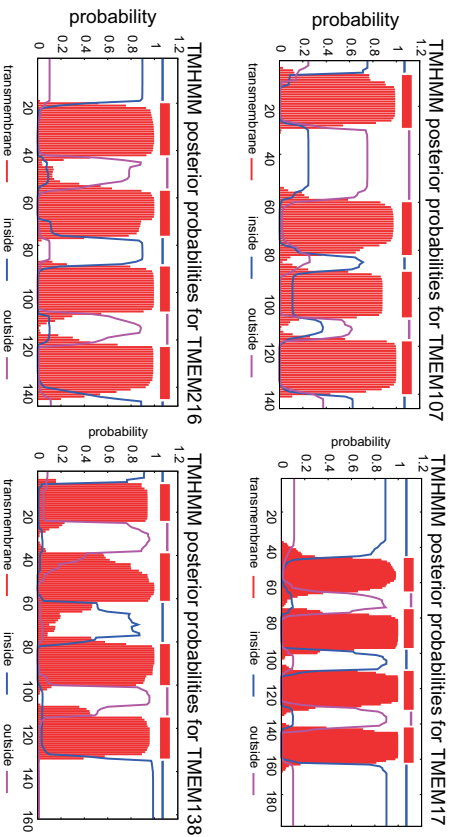 TMHMM posterior probabilities for TMEM107
probability
1.2
1
0.8
0.6
0.4
0.2
0
20 40 60 80 100 120 140
transmembrane inside outside
TMHMM posterior probabilities for TMEM17
probability
1.2
1
0.8
0.6
0.4
0.2
0
20 40 60 80 100 120 140 160 180
transmembrane inside outside
TMHMM posterior probabilities for TMEM216
probability
1.2
1
0.8
0.6
0.4
0.2
0
20 40 60 80 100 120 140
transmembrane inside outside
TMHMM posterior probabilities for TMEM138
probability
1.2
1
0.8
0.6
0.4
0.2
0
20 40 60 80 100 120 140 160
transmembrane inside outside